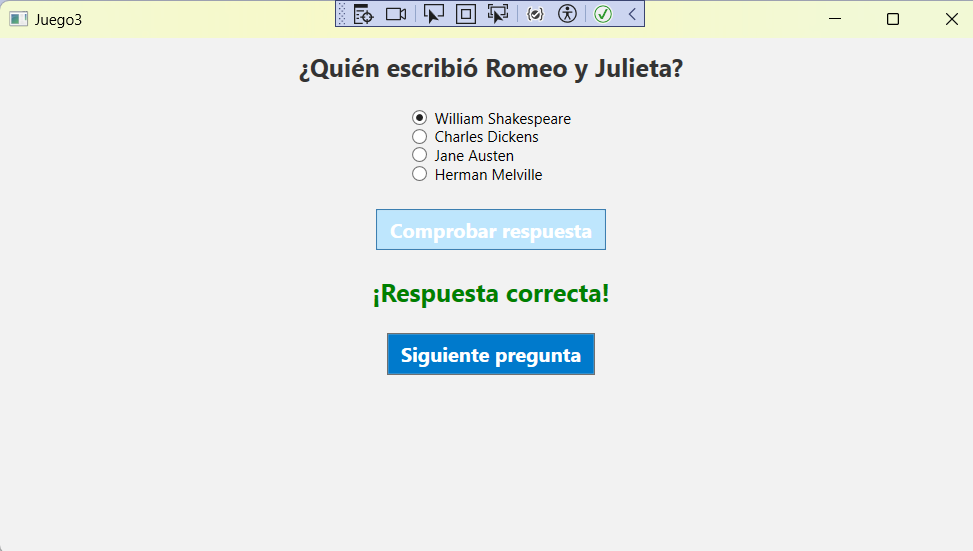 Juego3
¿Quién escribió Romeo y Julieta?
William Shakespeare
Charles Dickens
Jane Austen
Herman Melville
Comprobar respuesta
¡Respuesta correcta!
Siguiente pregunta